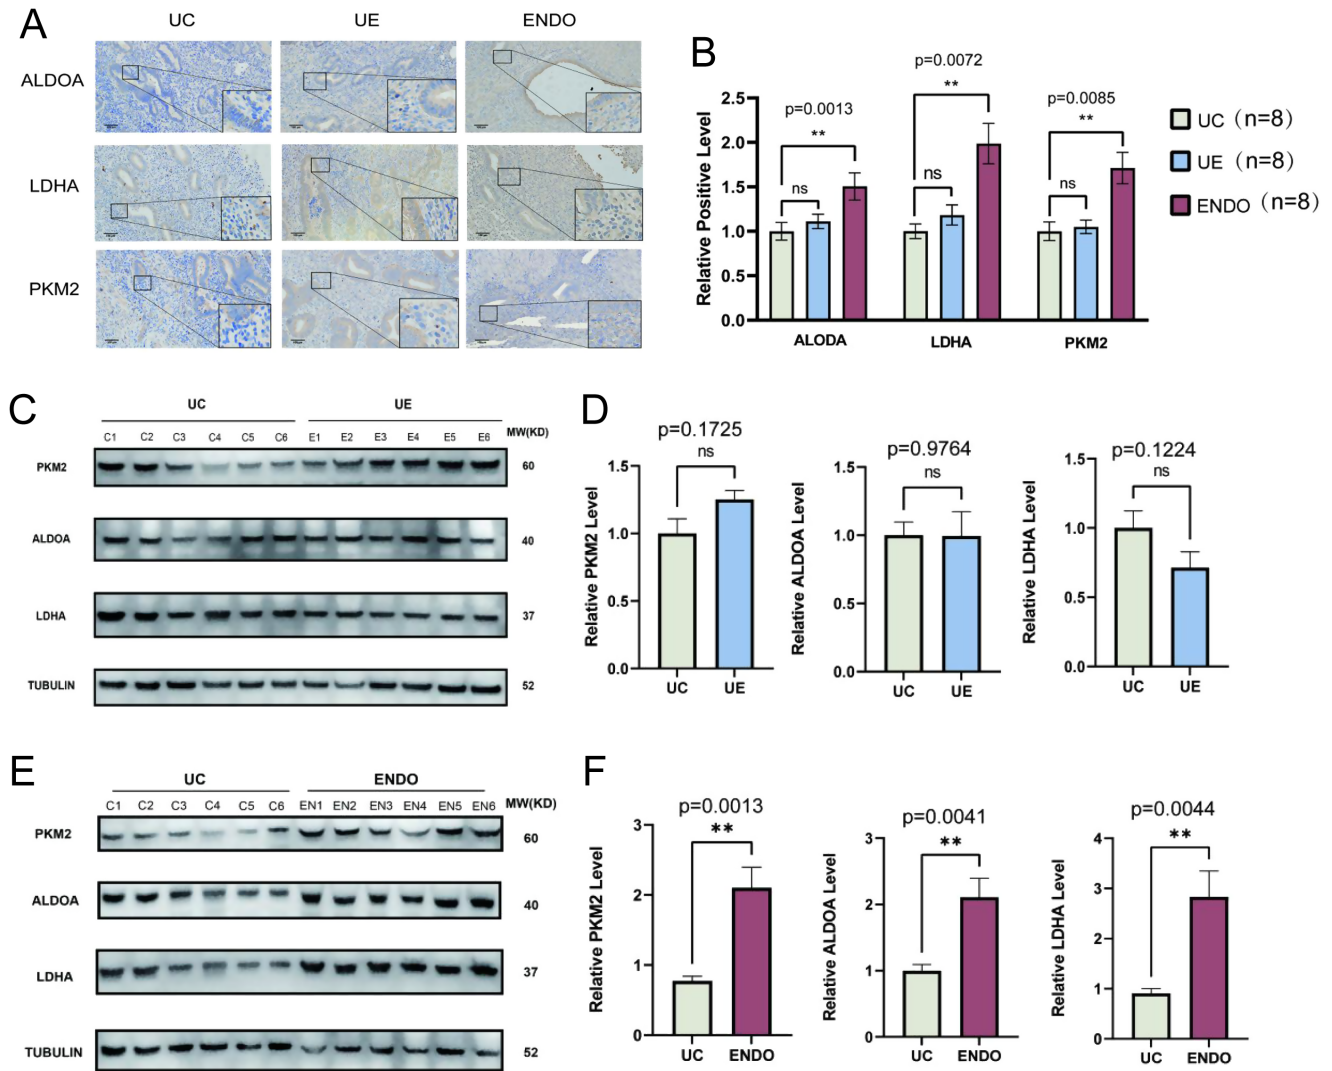 A
UC
UE
ENDO
ALDOA
LDHA
PKM2
B
Relative Positive Level
2.5
2.0
1.5
1.0
0.5
0.0
p=0.0013
**
ns
p=0.0072
**
ns
p=0.0085
**
ns
ALODA
LDHA
PKM2
UC (n=8)
UE (n=8)
ENDO (n=8)
C
UC
UE
C1 C2 C3 C4 C5 C6 E1 E2 E3 E4 E5 E6 MW(KD)
PKM2 60
ALDOA 40
LDHA 37
TUBULIN 52
D
p=0.1725
ns
Relative PKM2 Level
1.5
1.0
0.5
0.0
UC UE
p=0.9764
ns
Relative ALDOA Level
1.5
1.0
0.5
0.0
UC UE
p=0.1224
ns
Relative LDHA Level
1.5
1.0
0.5
0.0
UC UE
E
UC
ENDO
C1 C2 C3 C4 C5 C6 EN1 EN2 EN3 EN4 EN5 EN6 MW(KD)
PKM2 60
ALDOA 40
LDHA 37
TUBULIN 52
F
p=0.0013
**
Relative PKM2 Level
3
2
1
0
UC ENDO
p=0.0041
**
Relative ALDOA Level
3
2
1
0
UC ENDO
p=0.0044
**
Relative LDHA Level
4
3
2
1
0
UC ENDO